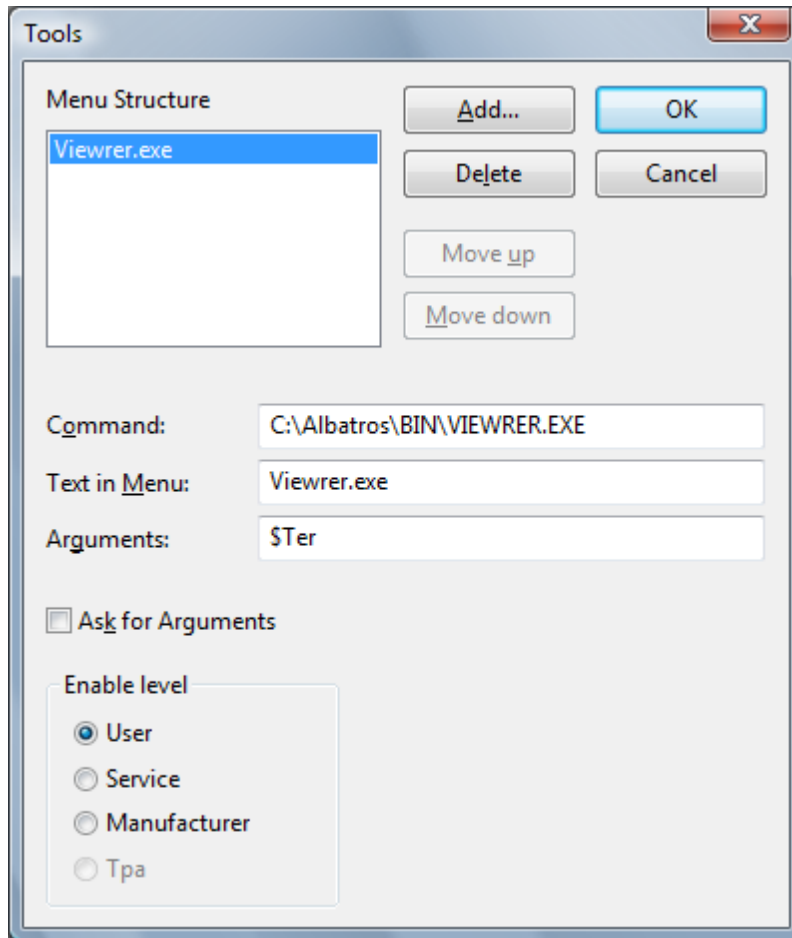 Tools
Menu Structure
Add...
OK
Viewrer.exe
Delete
Cancel
Move up
Move down
Command:
C:\Albatros\BIN\VIEWRER.EXE
Text in Menu:
Viewrer.exe
Arguments:
$Ter
Ask for Arguments
Enable level
User
Service
Manufacturer
Tpa